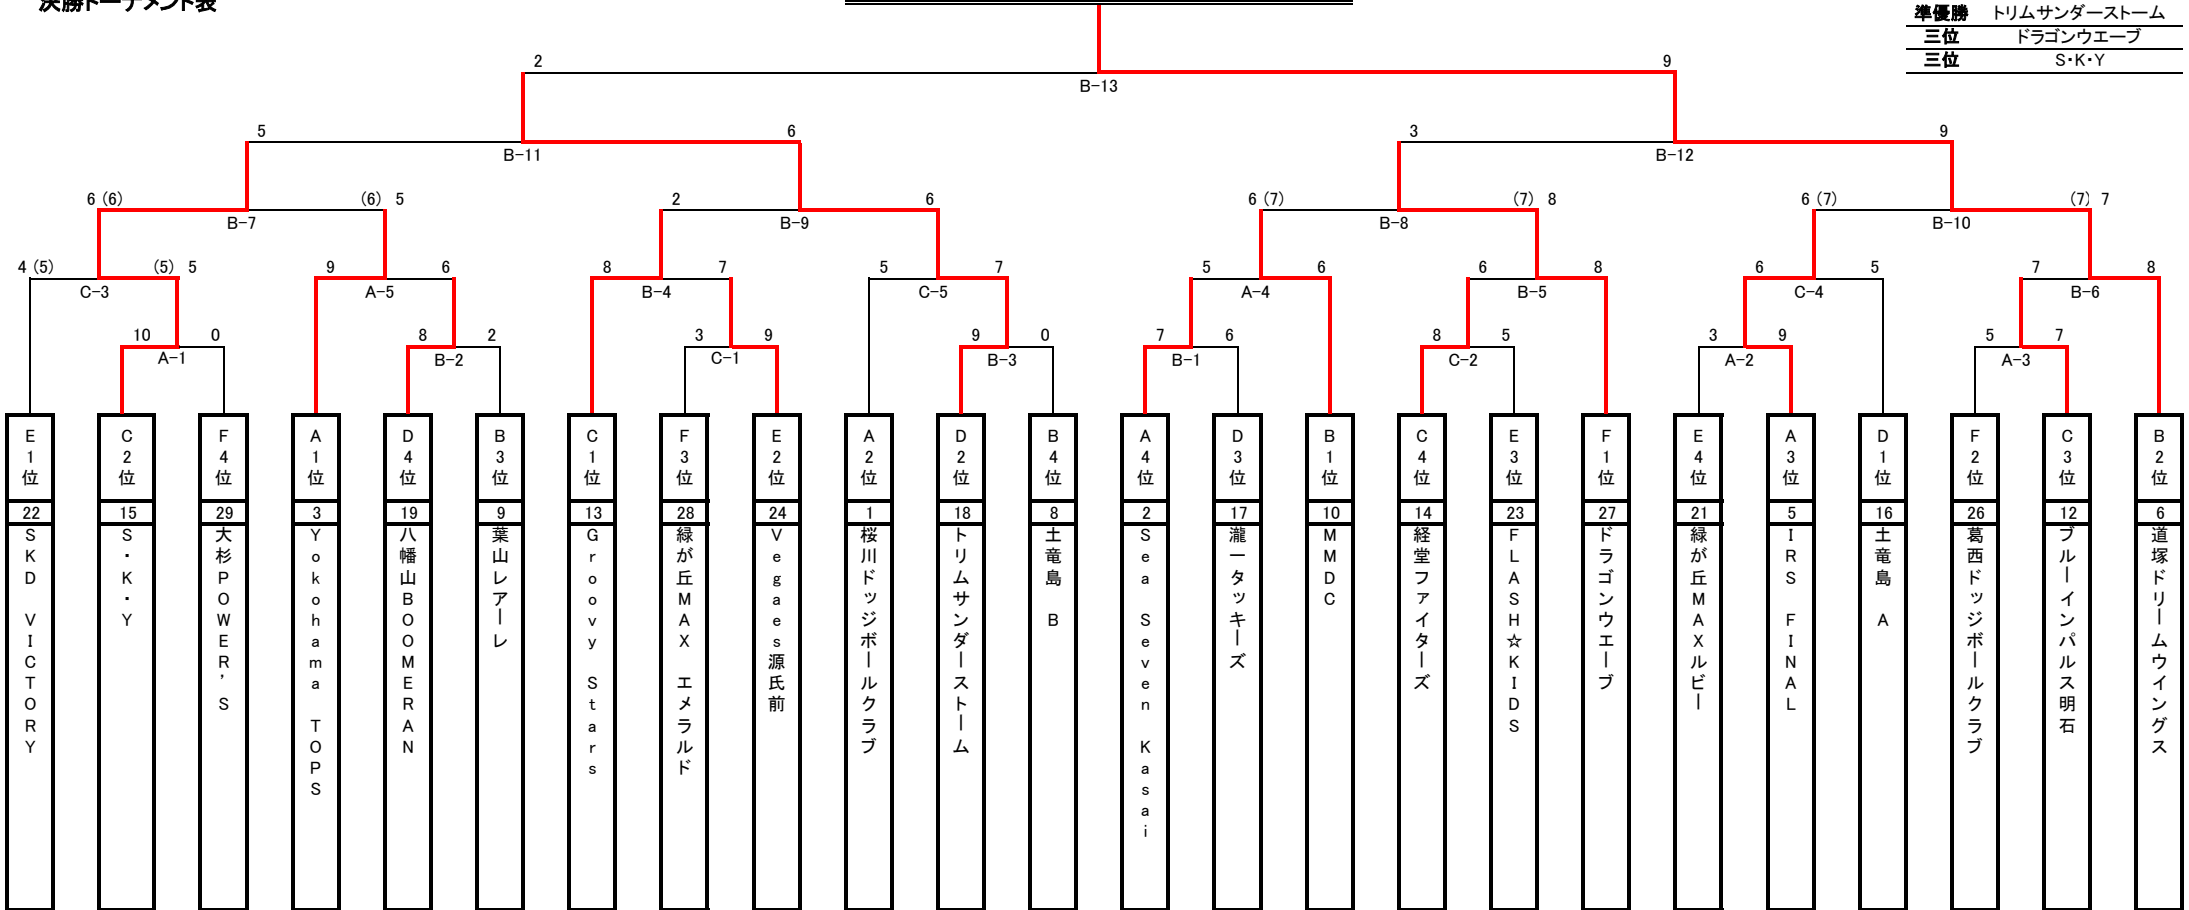 決勝トーナメント表
準優勝 トリムサンダーストーム
三位 ドラゴンウエーブ
三位 S・K・Y
2 9
B-13
5 6 3 9
B-11 B-12
6 (6) (6) 5 2 6 6 (7) (7) 8 6 (7) (7) 7
B-7 B-9 B-8 B-10
4 (5) (5) 5 9 6 8 7 5 7 5 6 6 8 6 5 7 8
C-3 A-5 B-4 C-5 A-4 B-5 C-4 B-6
10 0 8 2 3 9 9 0 7 6 8 5 3 9 5 7
A-1 B-2 C-1 B-3 B-1 C-2 A-2 A-3
E1位 C2位 F4位 A1位 D4位 B3位 C1位 F3位 E2位 A2位 D2位 B4位 A4位 D3位 B1位 C4位 E3位 F1位 E4位 A3位 D1位 F2位 C3位 B2位
22 15 29 3 19 9 13 28 24 1 18 8 2 17 10 14 23 27 21 5 16 26 12 6
SKD VICTORY
S・K・Y
大杉POWER'S
Yokohama TOPS
八幡山BOOMERAN
葉山レアーレ
Groovy Stars
緑が丘MAX エメラルド
Vegaes源氏前
桜川ドッジボールクラブ
トリムサンダーストーム
土竜島 B
Sea Seven Kasai
瀧一タッキーズ
MMDC
経堂ファイターズ
FLASH☆KIDS
ドラゴンウエーブ
緑が丘MAXルビー
IRS FINAL
土竜島 A
葛西ドッジボールクラブ
ブルーインパルス明石
道塚ドリームウイングス